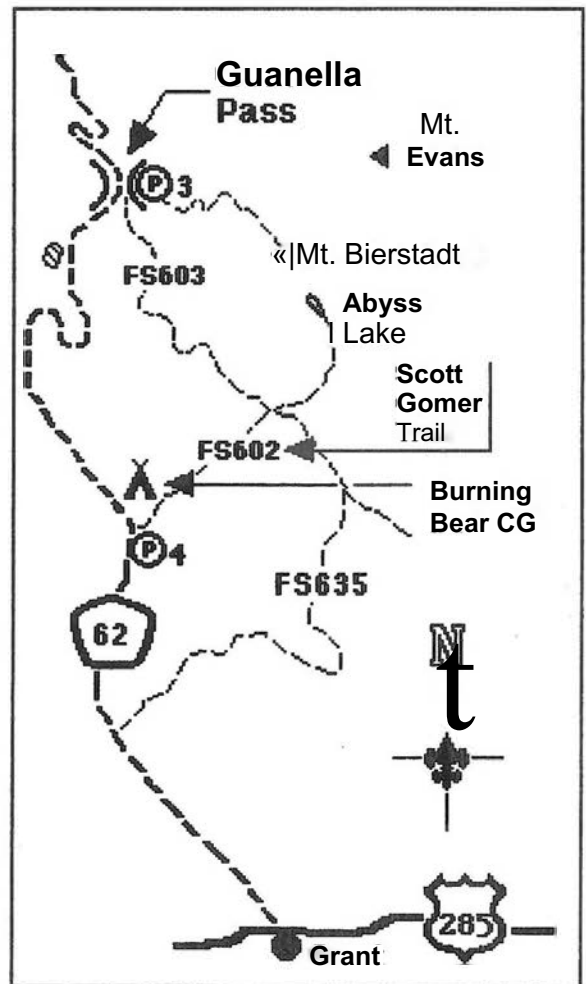 Guanella
Pass
Mt.
Evans
P 3
«|Mt. Bierstadt
FS603
Abyss
Lake
Scott
Gomer
Trail
FS602
Burning
Bear CG
P 4
FS635
62
N
t
285
Grant